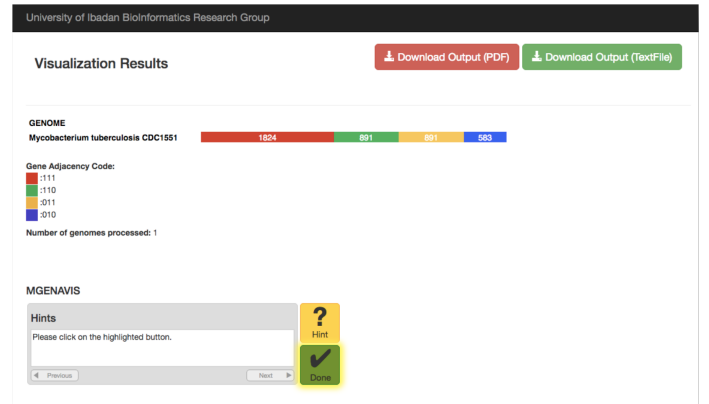 University of Ibadan BioInformatics Research Group
Visualization Results
Download Output (PDF)
Download Output (TextFile)
GENOME
Mycobacterium tuberculosis CDC1551 1824 891 891 583
Gene Adjacency Code:
:111
:110
:011
:010
Number of genomes processed: 1
MGENAVIS
Hints
Please click on the highlighted button.
Previous
Next
? Hint
Done